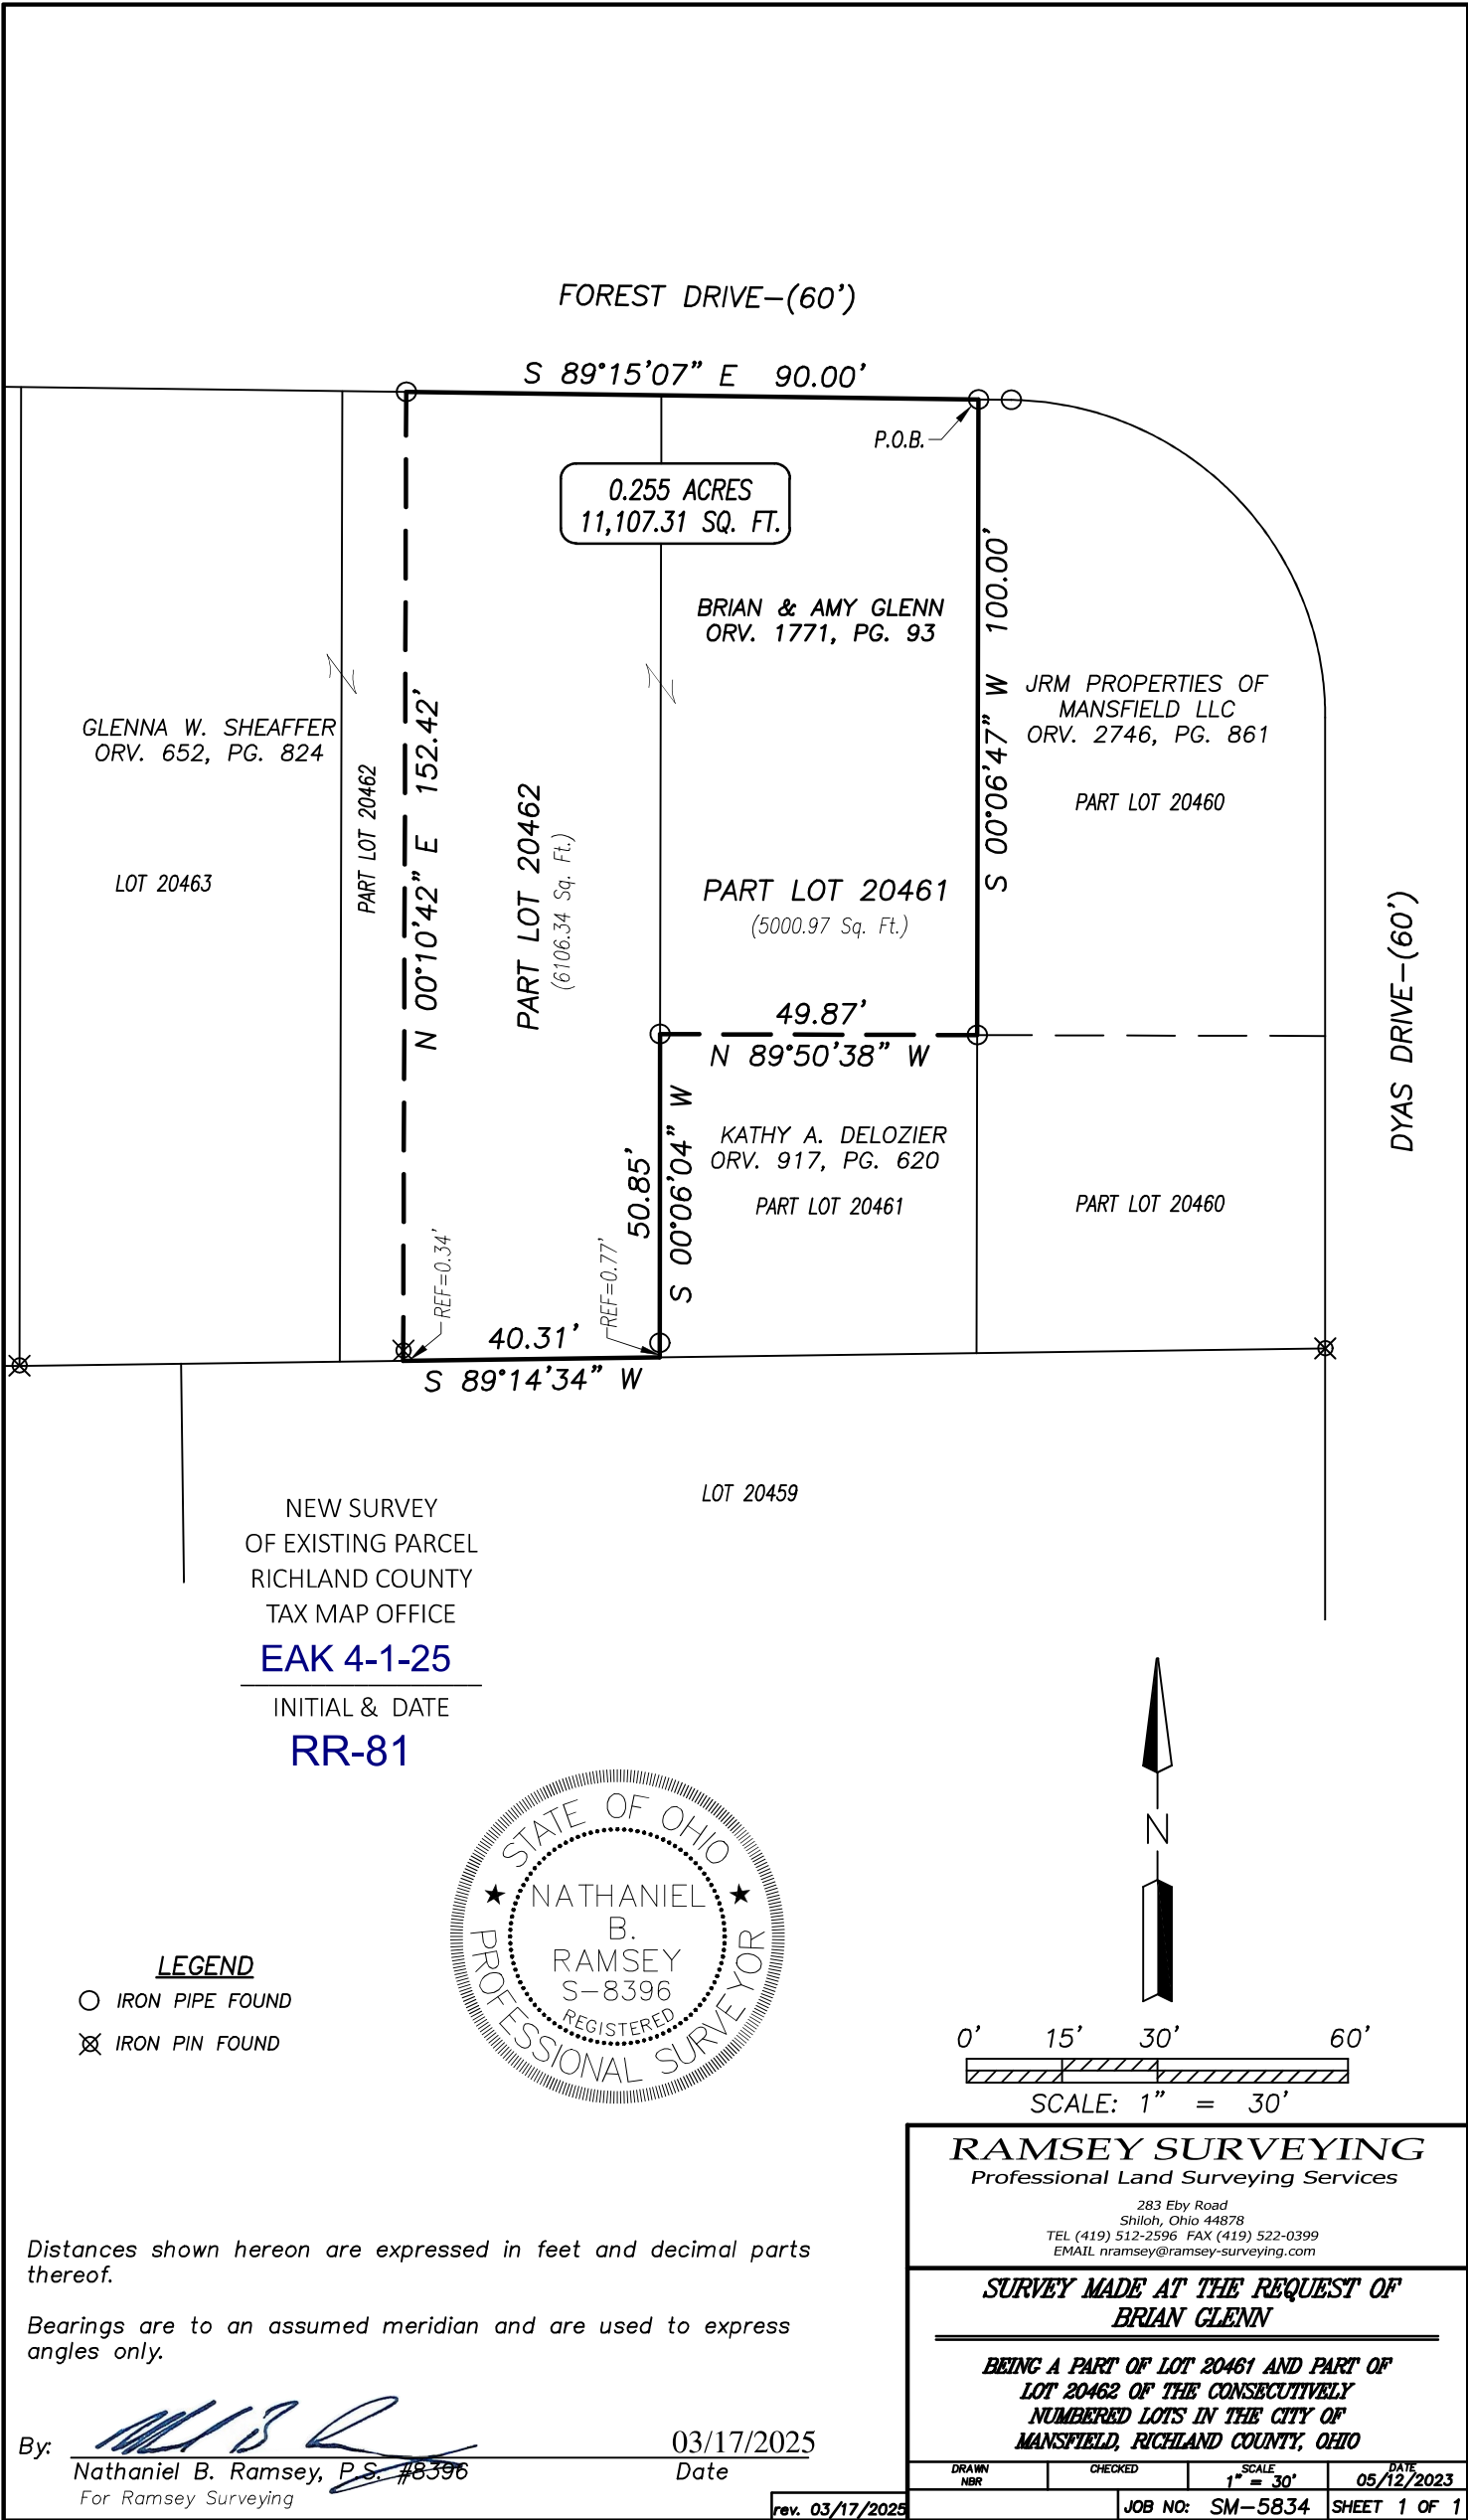 FOREST DRIVE-(60')
S 89°15'07" E 90.00'
P.O.B.
0.255 ACRES
11,107.31 SQ. FT.
BRIAN & AMY GLENN
ORV. 1771, PG. 93
S 00°06'47" W 100.00'
JRM PROPERTIES OF
MANSFIELD LLC
ORV. 2746, PG. 861
PART LOT 20460
GLENNA W. SHEAFFER
ORV. 652, PG. 824
LOT 20463
PART LOT 20462
N 00°10'42" E 152.42'
PART LOT 20462
(6106.34 Sq. Ft.)
PART LOT 20461
(5000.97 Sq. Ft.)
DYAS DRIVE-(60')
49.87'
N 89°50'38" W
KATHY A. DELOZIER
ORV. 917, PG. 620
PART LOT 20461
PART LOT 20460
50.85'
S 00°06'04" W
REF=0.34'
REF=0.77'
40.31'
S 89°14'34" W
LOT 20459
NEW SURVEY
OF EXISTING PARCEL
RICHLAND COUNTY
TAX MAP OFFICE
EAK 4-1-25
INITIAL & DATE
RR-81
STATE OF OHIO
NATHANIEL
B.
RAMSEY
S-8396
REGISTERED
PROFESSIONAL SURVEYOR
N
LEGEND
IRON PIPE FOUND
IRON PIN FOUND
0' 15' 30' 60'
SCALE: 1" = 30'
RAMSEY SURVEYING
Professional Land Surveying Services
283 Eby Road
Shiloh, Ohio 44878
TEL (419) 512-2596 FAX (419) 522-0399
EMAIL nramsey@ramsey-surveying.com
SURVEY MADE AT THE REQUEST OF
BRIAN GLENN
BEING A PART OF LOT 20461 AND PART OF
LOT 20462 OF THE CONSECUTIVELY
NUMBERED LOTS IN THE CITY OF
MANSFIELD, RICHLAND COUNTY, OHIO
DRAWN
NBR
CHECKED
SCALE
1" = 30'
DATE
05/12/2023
JOB NO: SM-5834
SHEET 1 OF 1
Distances shown hereon are expressed in feet and decimal parts
thereof.
Bearings are to an assumed meridian and are used to express
angles only.
By:
03/17/2025
Nathaniel B. Ramsey, P.S. #8396
Date
For Ramsey Surveying
rev. 03/17/2025